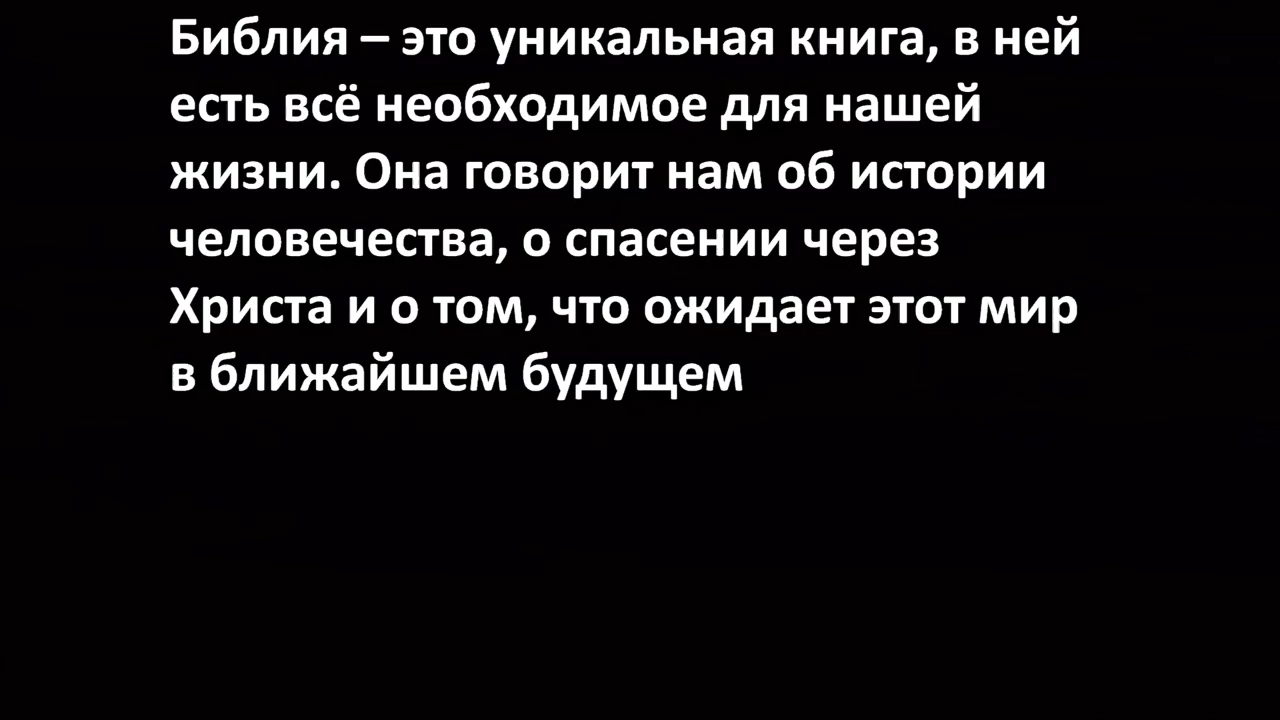 Библия – это уникальная книга, в ней
есть всё необходимое для нашей
жизни. Она говорит нам об истории
человечества, о спасении через
Христа и о том, что ожидает этот мир
в ближайшем будущем